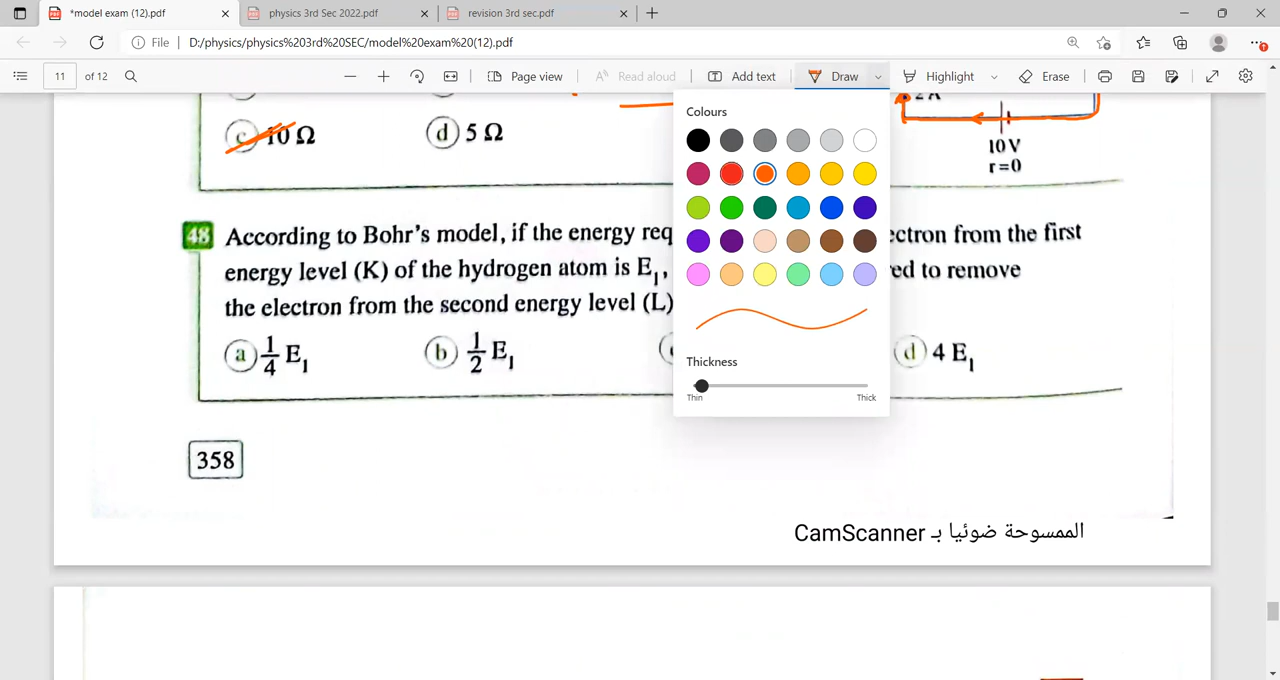 *model exam (12).pdf
physics 3rd Sec 2022.pdf
revision 3rd sec.pdf
File
D:/physics/physics%203rd%20SEC/model%20exam%20(12).pdf
11 of 12
Page view
Read aloud
Add text
Draw
Highlight
Erase
Colours
Thickness
Thin
Thick
c 10 Ω
d 5 Ω
2 A
10 V
r = 0
48 According to Bohr's model, if the energy req ectron from the first
energy level (K) of the hydrogen atom is E₁, ed to remove
the electron from the second energy level (L)
a 1/4 E₁
b 1/2 E₁
d 4 E₁
358
الممسوحة ضوئيا بـ CamScanner